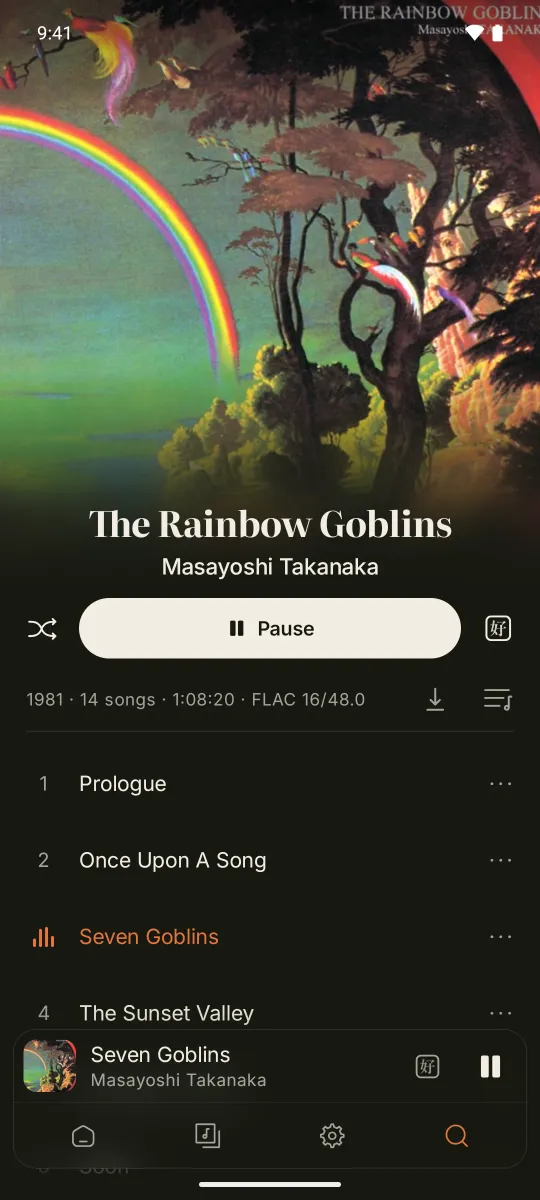 THE RAINBOW GOBLIN
9:41
The Rainbow Goblins
Masayoshi Takanaka
Pause
好
1981 · 14 songs · 1:08:20 · FLAC 16/48.0
1 Prologue
2 Once Upon A Song
Seven Goblins
4 The Sunset Valley
Seven Goblins
Masayoshi Takanaka
好
Soon